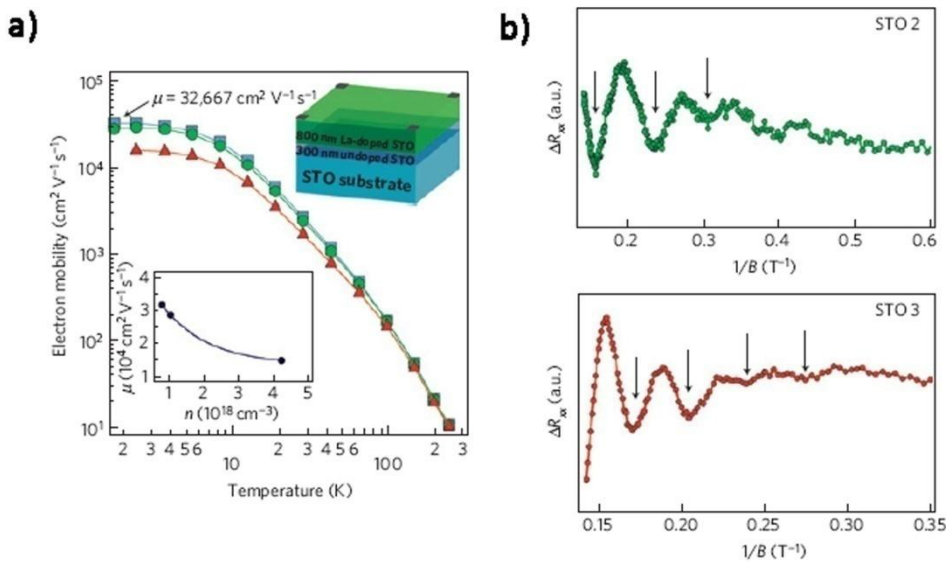 a)
10⁵
10⁴
10³
10²
10¹
Electron mobility (cm² V⁻¹ s⁻¹)
μ = 32,667 cm² V⁻¹ s⁻¹
800 nm La-doped STO
300 nm undoped STO
STO substrate
μ (10⁴ cm² V⁻¹ s⁻¹)
4
3
2
1
1 2 3 4 5
n (10¹⁸ cm⁻³)
2 3 4 5 6 10 2 3 4 5 6 100 2 3
Temperature (K)
b)
STO 2
ΔRxx (a.u.)
0.2 0.3 0.4 0.5 0.6
1/B (T⁻¹)
STO 3
ΔRxx (a.u.)
0.15 0.20 0.25 0.30 0.35
1/B (T⁻¹)